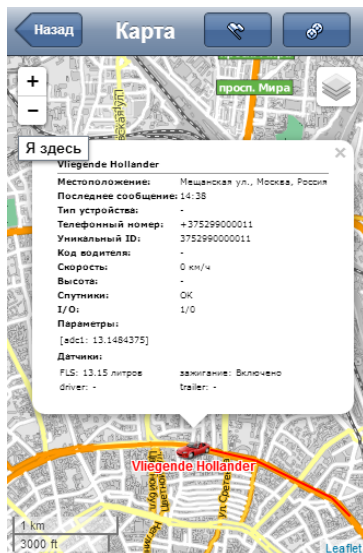 Назад
Карта
просп. Мира
+
−
Я здесь
×
Vliegende Hollander
Местоположение: Мещанская ул., Москва, Россия
Последнее сообщение: 14:38
Тип устройства: -
Телефонный номер: +375299000011
Уникальный ID: 3752990000011
Код водителя: -
Скорость: 0 км/ч
Высота: -
Спутники: OK
I/O: 1/0
Параметры:
[adc1: 13.1484375]
Датчики:
FLS: 13.15 литров зажигание: Включено
driver: - trailer: -
Vliegende Hollander
1 km
3000 ft
Leaflet